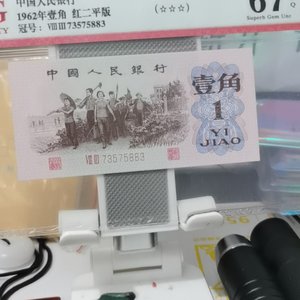 中国人民银行
1962年壹角 红二平版
冠号：VIII III 73575883
(☆☆☆)
67
Q
Superb Gem Unc
中国人民银行
壹角
1
YI
JIAO
VIII III 73575883